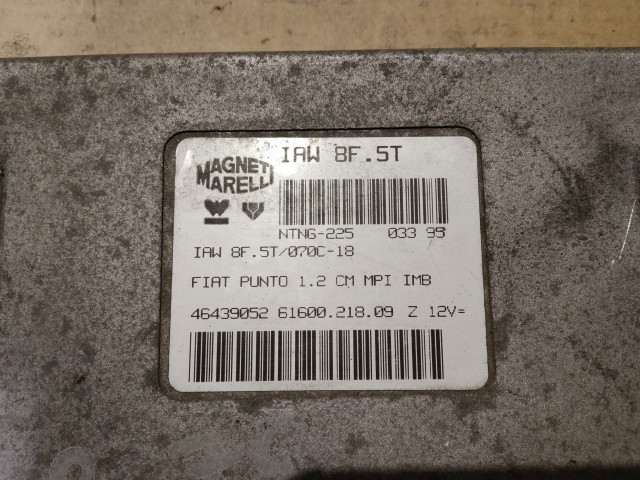 IAW 8F.5T
MAGNETI
MARELLI
NTN6-225 033 95
IAW 8F.5T/070C-18
FIAT PUNTO 1.2 CM MPI IMB
46439052 61600.218.09 Z 12V=